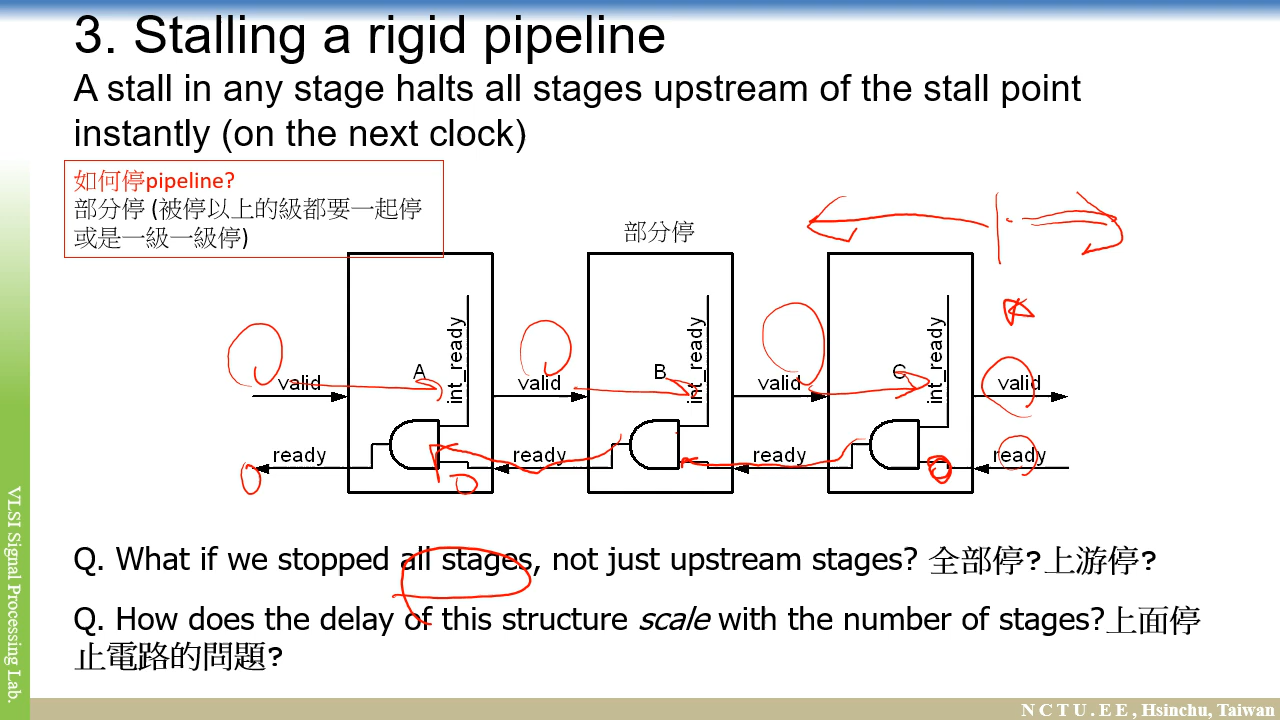 3. Stalling a rigid pipeline
A stall in any stage halts all stages upstream of the stall point
instantly (on the next clock)
如何停pipeline?
部分停 (被停以上的級都要一起停
或是一級一級停)
部分停
int_ready
int_ready
int_ready
A
B
C
valid
valid
valid
valid
ready
ready
ready
ready
Q. What if we stopped all stages, not just upstream stages? 全部停?上游停?
Q. How does the delay of this structure scale with the number of stages?上面停
止電路的問題?
VLSI Signal Processing Lab.
N C T U . E E , Hsinchu, Taiwan